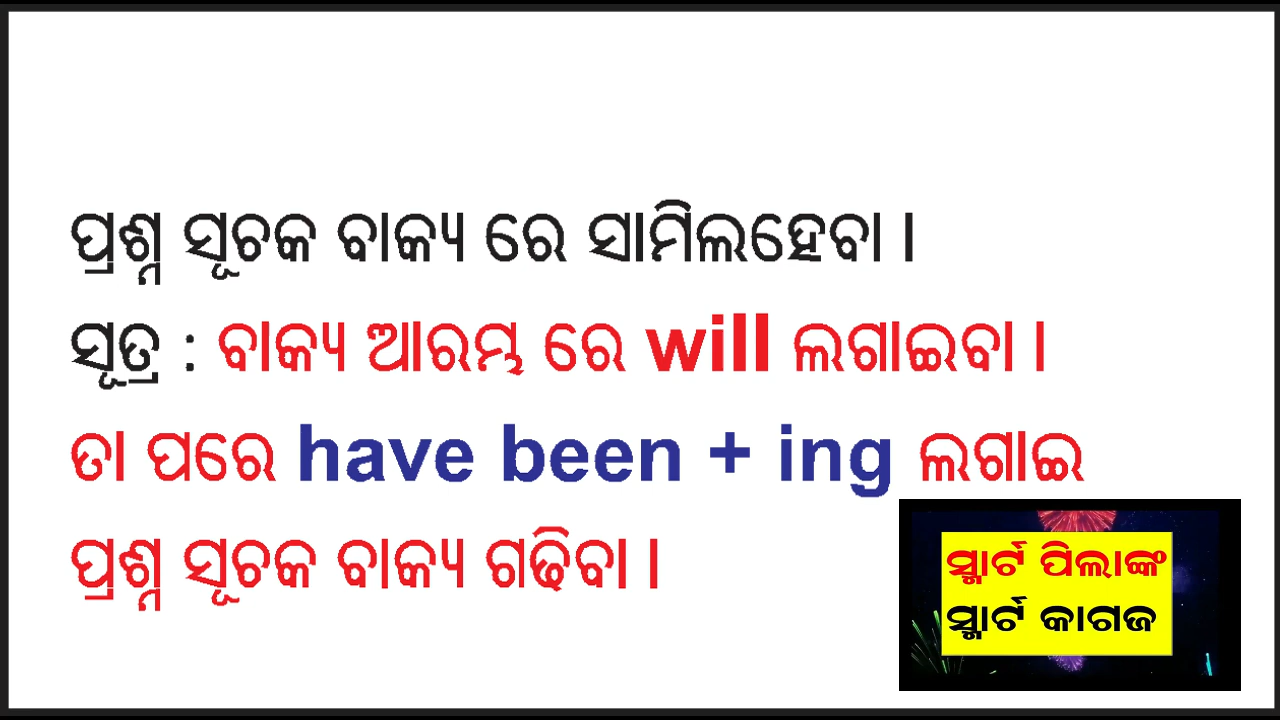 ପ୍ରଶ୍ନ ସୂଚକ ବାକ୍ୟ ରେ ସାମିଲହେବା ।
ସୂତ୍ର : ବାକ୍ୟ ଆରମ୍ଭ ରେ will ଲଗାଇବା ।
ତା ପରେ have been + ing ଲଗାଇ
ପ୍ରଶ୍ନ ସୂଚକ ବାକ୍ୟ ଗଢିବା ।
ସ୍ମାର୍ଟ ପିଲାଙ୍କ
ସ୍ମାର୍ଟ କାଗଜ